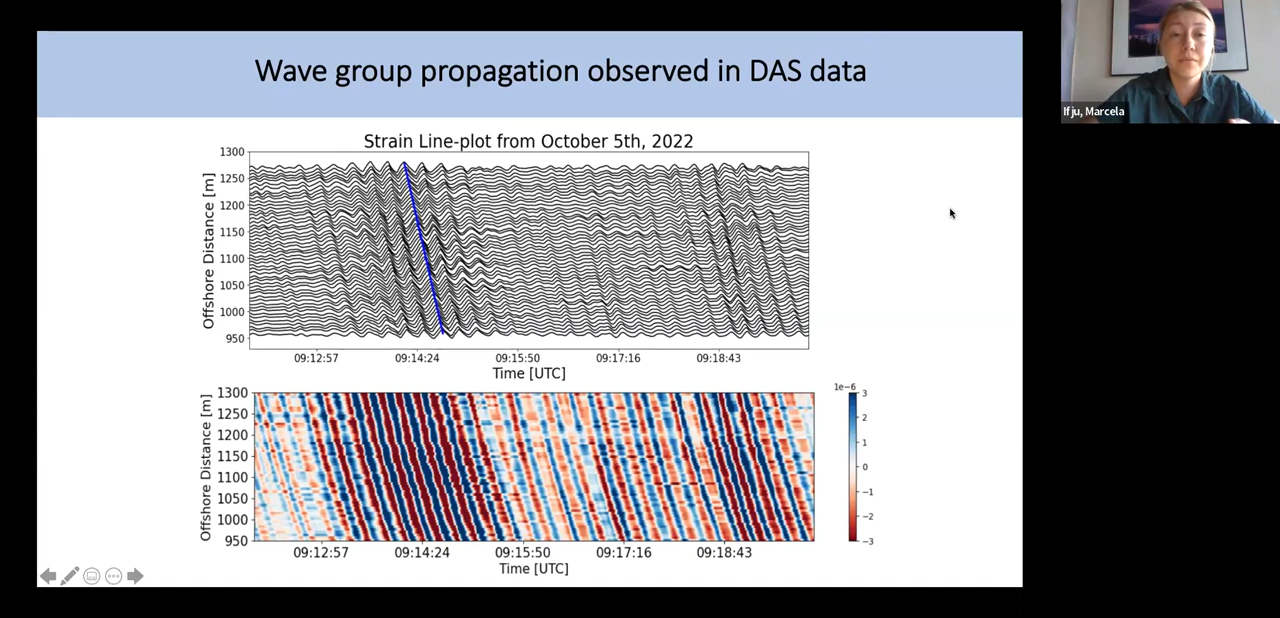 Wave group propagation observed in DAS data
Ifju, Marcela
Strain Line-plot from October 5th, 2022
Offshore Distance [m]
1300
1250
1200
1150
1100
1050
1000
950
09:12:57 09:14:24 09:15:50 09:17:16 09:18:43
Time [UTC]
Offshore Distance [m]
1300
1250
1200
1150
1100
1050
1000
950
09:12:57 09:14:24 09:15:50 09:17:16 09:18:43
Time [UTC]
1e-6
3
2
1
0
−1
−2
−3